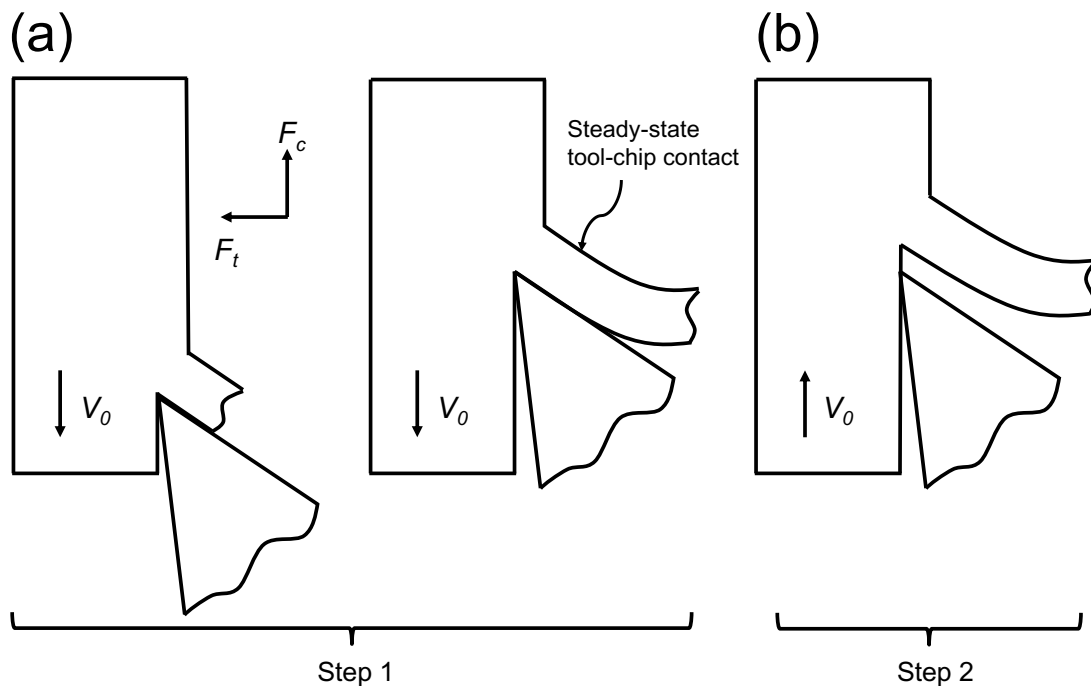 (a)
(b)
F_c
F_t
V_0
Steady-state
tool-chip contact
V_0
V_0
Step 1
Step 2